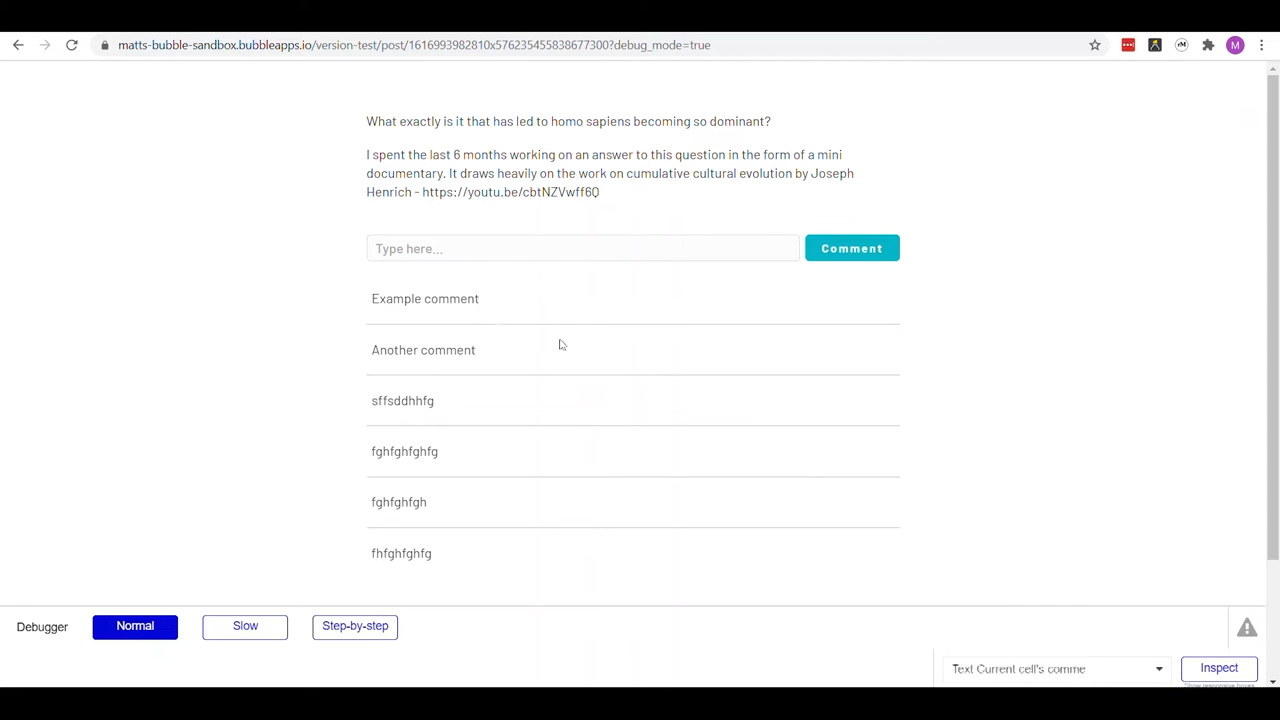 matts-bubble-sandbox.bubbleapps.io/version-test/post/1616993982810x576235455838677300?debug_mode=true
M
What exactly is it that has led to homo sapiens becoming so dominant?
I spent the last 6 months working on an answer to this question in the form of a mini
documentary. It draws heavily on the work on cumulative cultural evolution by Joseph
Henrich - https://youtu.be/cbtNZVwff6Q
Type here...
Comment
Example comment
Another comment
sffsddhhfg
fghfghfghfg
fghfghfgh
fhfghfghfg
Debugger
Normal
Slow
Step-by-step
Text Current cell's comme
Inspect
Show responsive boxes